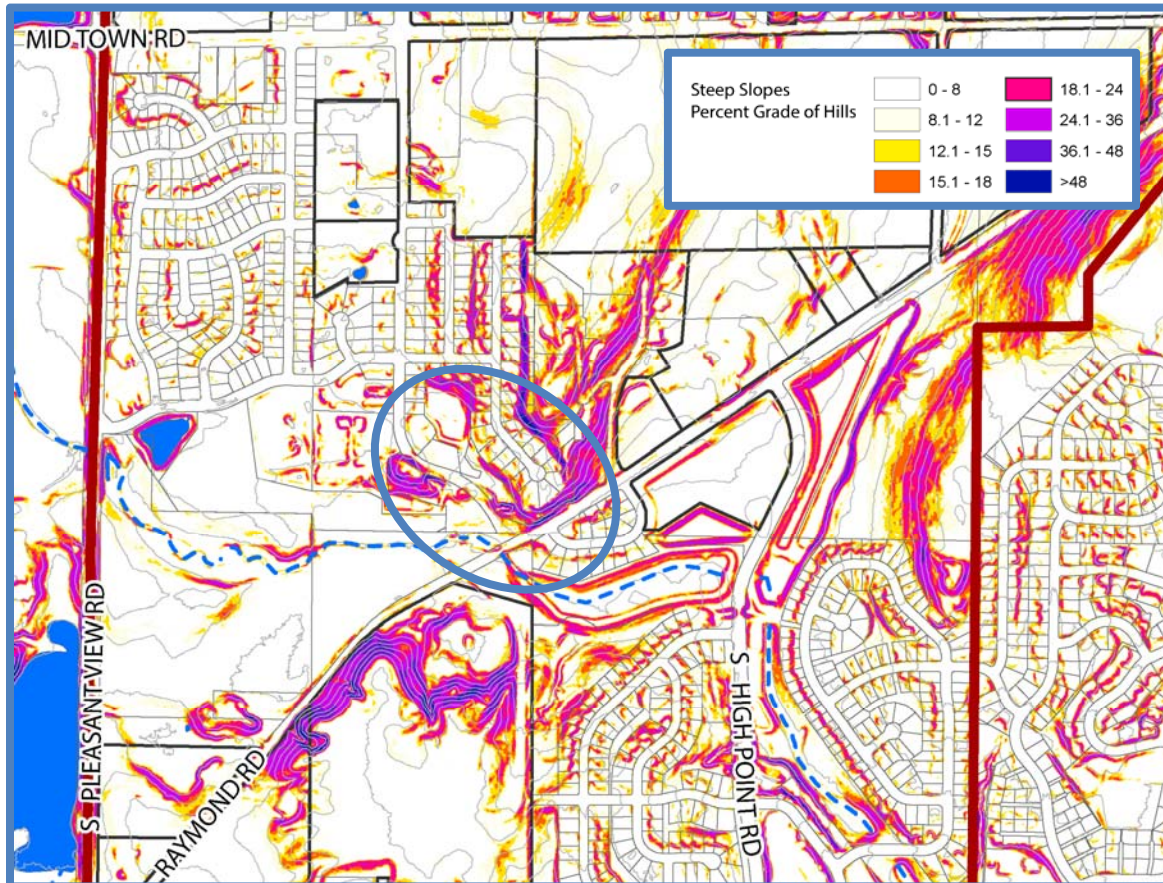 MID TOWN RD
Steep Slopes
Percent Grade of Hills
0 - 8
8.1 - 12
12.1 - 15
15.1 - 18
18.1 - 24
24.1 - 36
36.1 - 48
>48
S PLEASANT VIEW RD
RAYMOND RD
S HIGH POINT RD